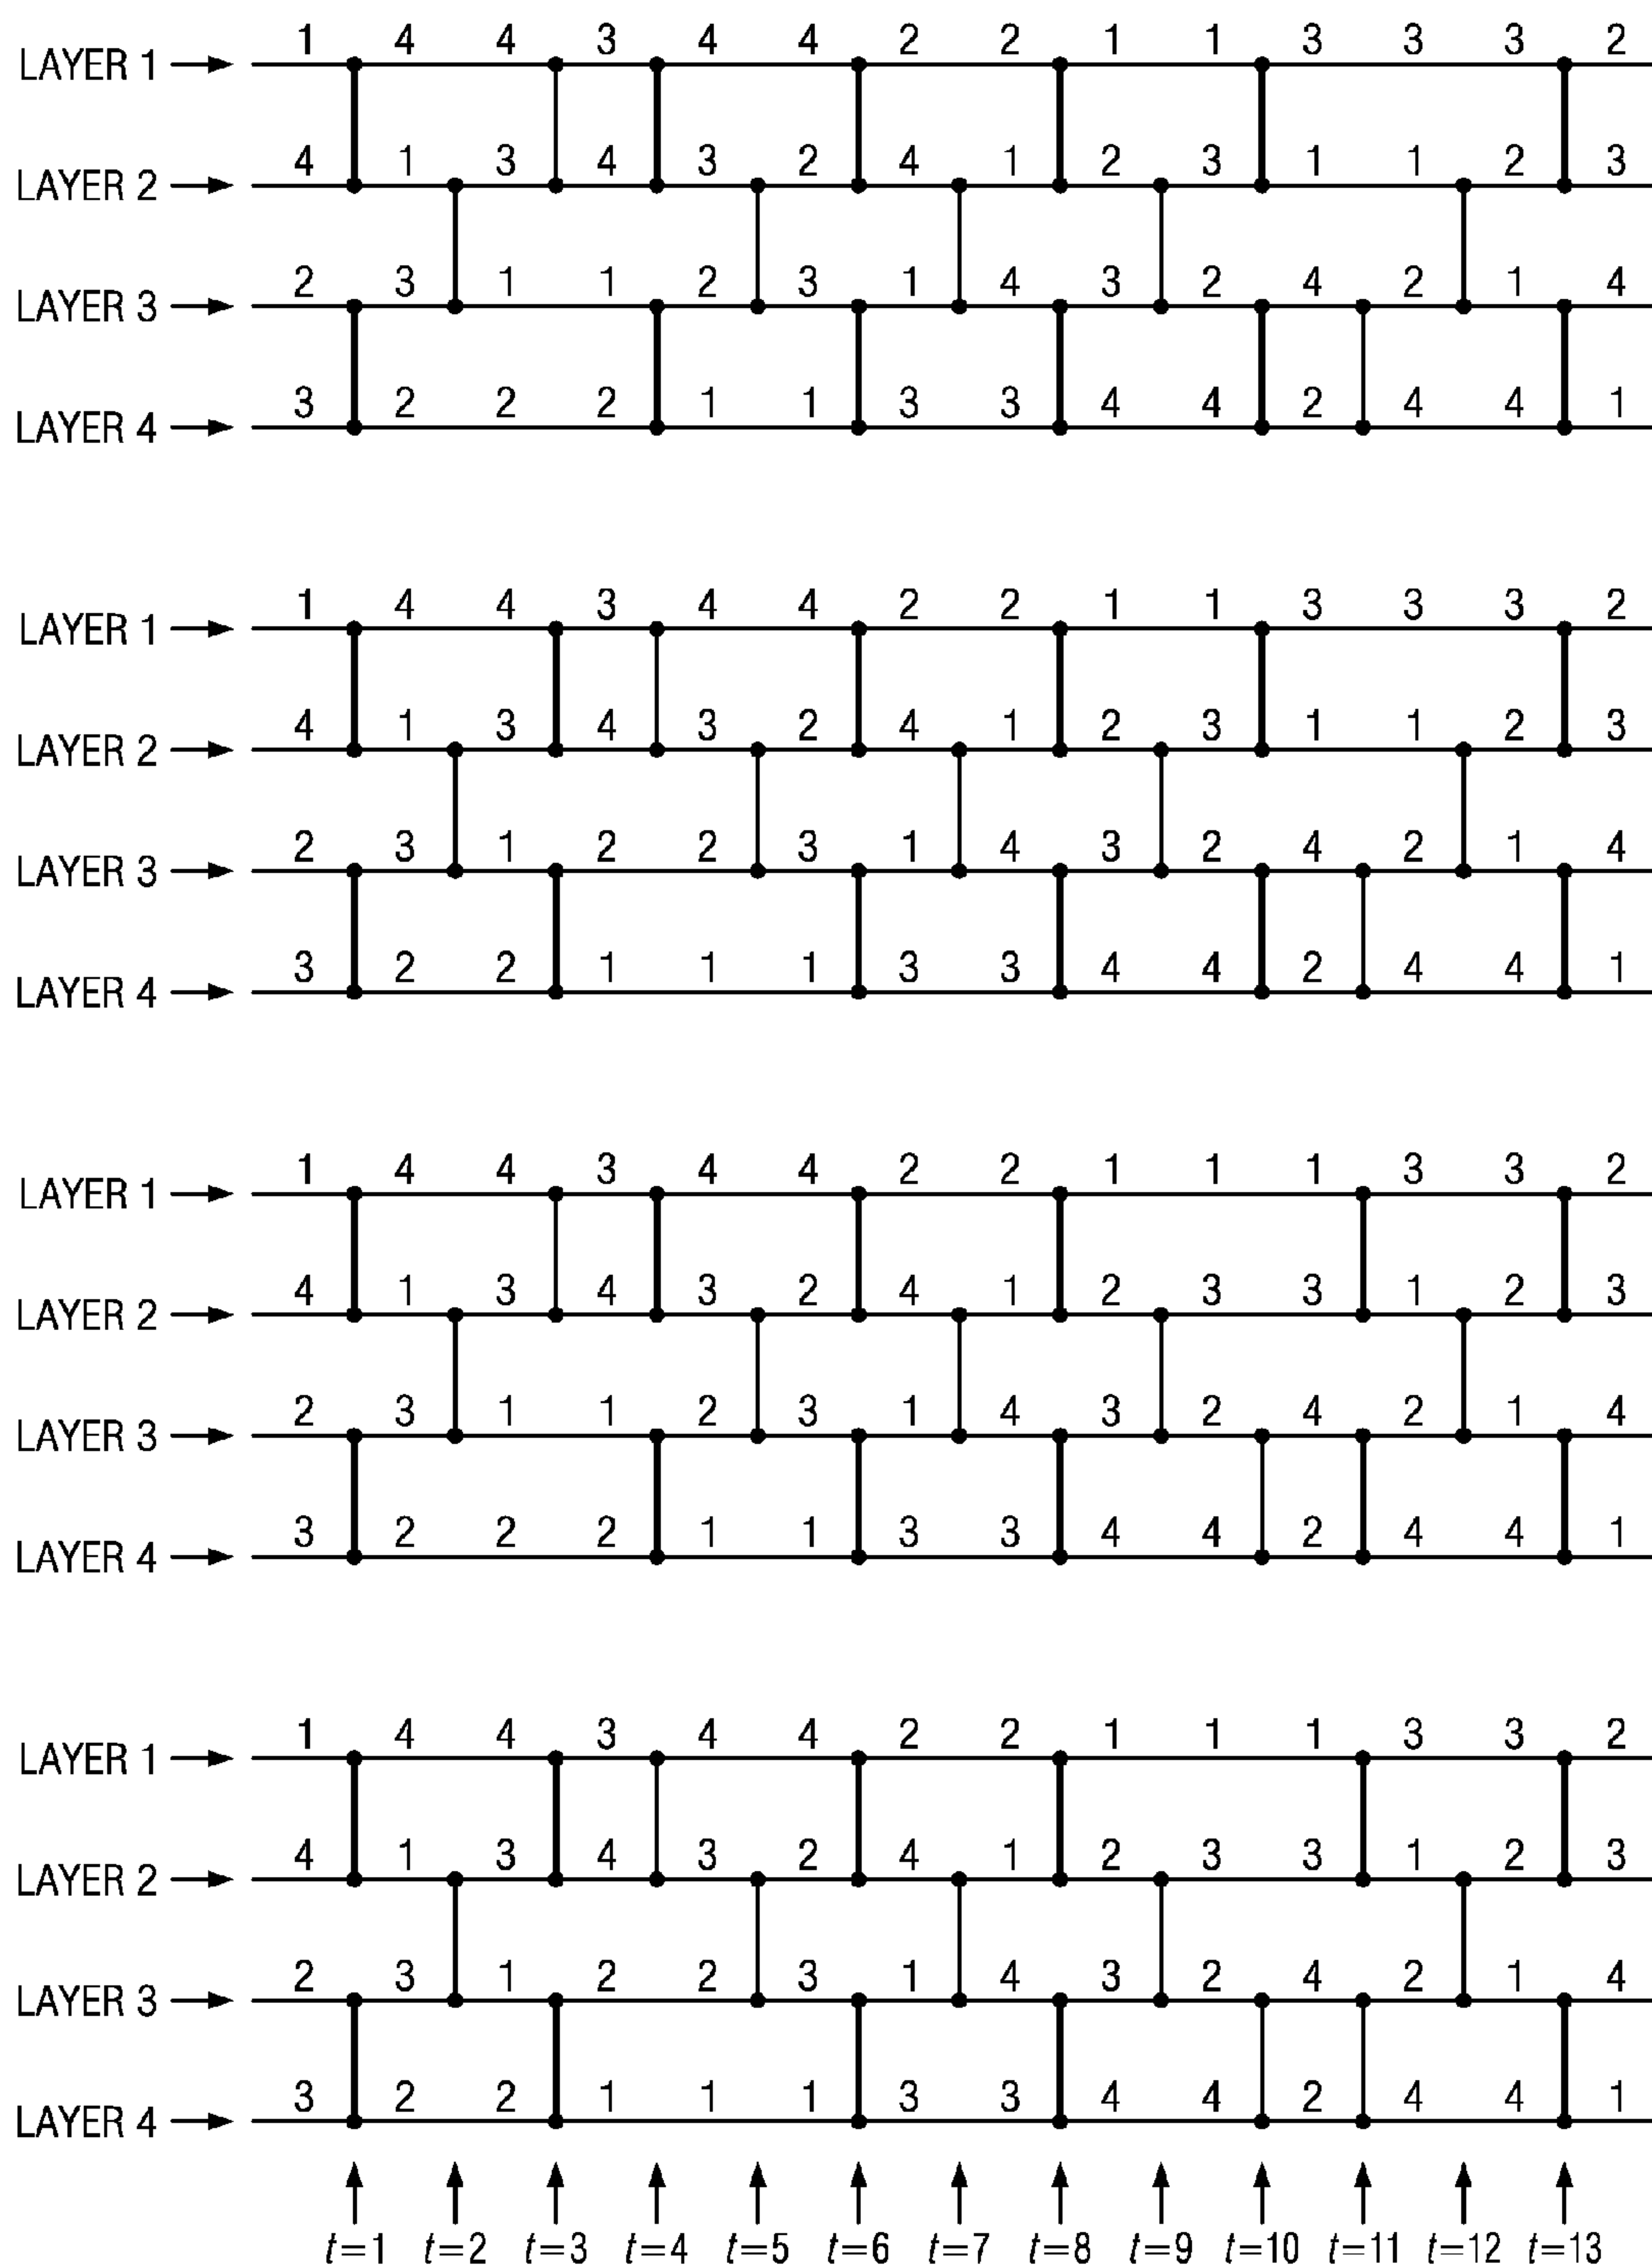 LAYER 1 1 4 4 3 4 4 2 2 1 1 3 3 3 2
LAYER 2 4 1 3 4 3 2 4 1 2 3 1 1 2 3
LAYER 3 2 3 1 1 2 3 1 4 3 2 4 2 1 4
LAYER 4 3 2 2 2 1 1 3 3 4 4 2 4 4 1
LAYER 1 1 4 4 3 4 4 2 2 1 1 3 3 3 2
LAYER 2 4 1 3 4 3 2 4 1 2 3 1 1 2 3
LAYER 3 2 3 1 2 2 3 1 4 3 2 4 2 1 4
LAYER 4 3 2 2 1 1 1 3 3 4 4 2 4 4 1
LAYER 1 1 4 4 3 4 4 2 2 1 1 1 3 3 2
LAYER 2 4 1 3 4 3 2 4 1 2 3 3 1 2 3
LAYER 3 2 3 1 1 2 3 1 4 3 2 4 2 1 4
LAYER 4 3 2 2 2 1 1 3 3 4 4 2 4 4 1
LAYER 1 1 4 4 3 4 4 2 2 1 1 1 3 3 2
LAYER 2 4 1 3 4 3 2 4 1 2 3 3 1 2 3
LAYER 3 2 3 1 2 2 3 1 4 3 2 4 2 1 4
LAYER 4 3 2 2 1 1 1 3 3 4 4 2 4 4 1
t=1 t=2 t=3 t=4 t=5 t=6 t=7 t=8 t=9 t=10 t=11 t=12 t=13